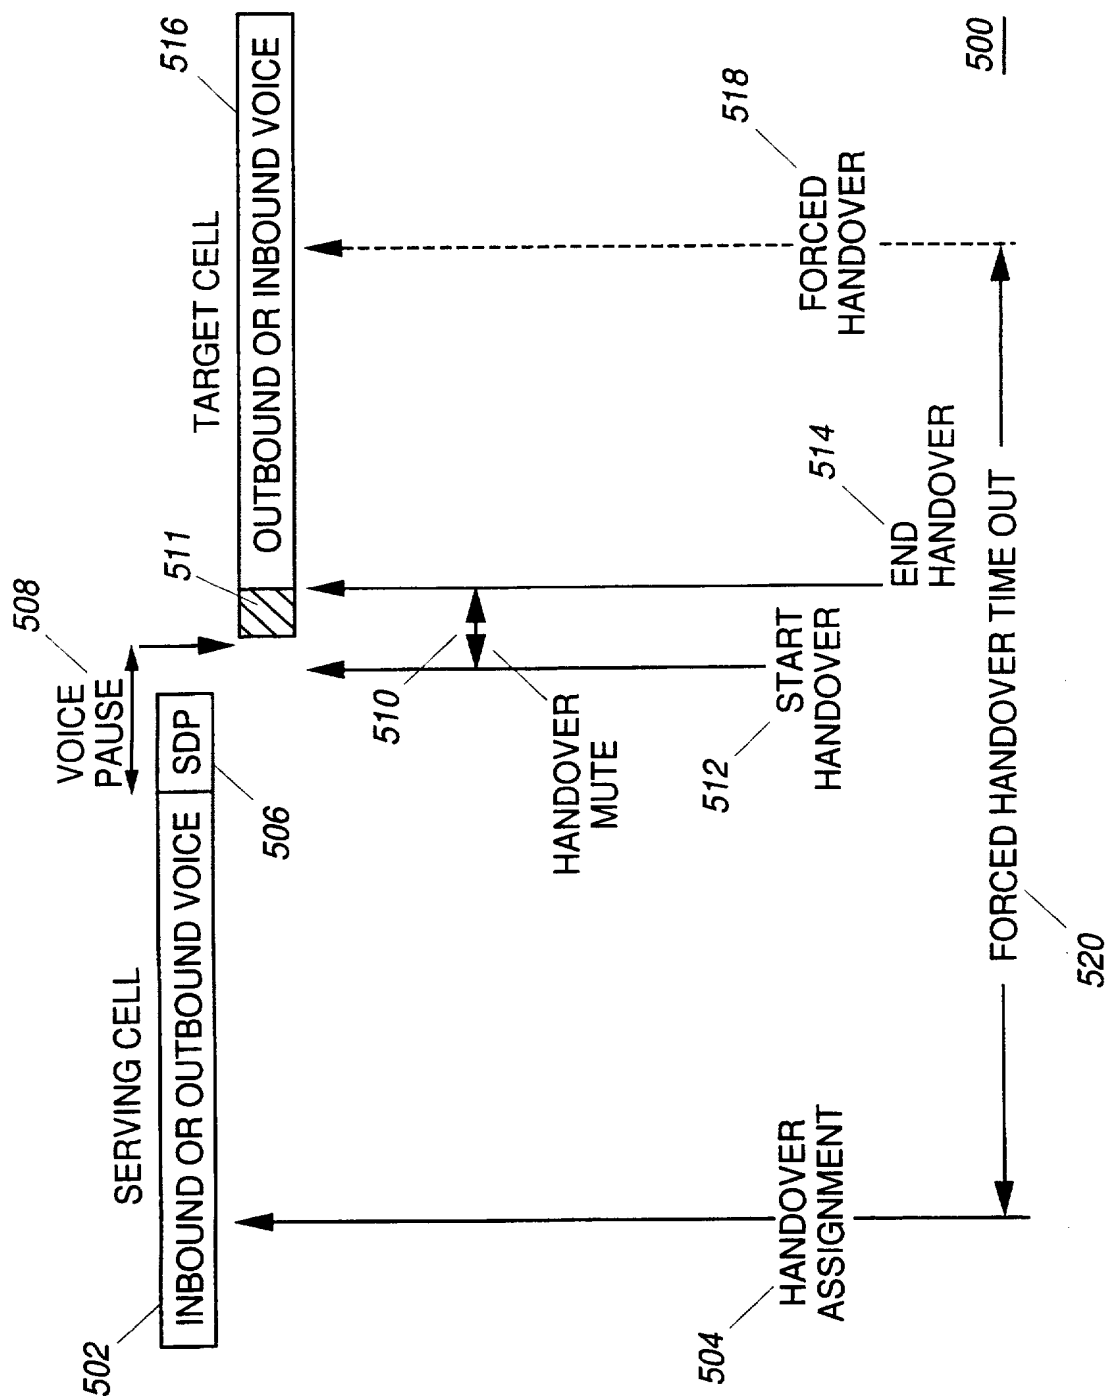 508
VOICE
PAUSE
SERVING CELL
TARGET CELL
502
INBOUND OR OUTBOUND VOICE
SDP
506
511
OUTBOUND OR INBOUND VOICE
516
510
HANDOVER
MUTE
504
HANDOVER
ASSIGNMENT
512
START
HANDOVER
514
END
HANDOVER
518
FORCED
HANDOVER
FORCED HANDOVER TIME OUT
520
500